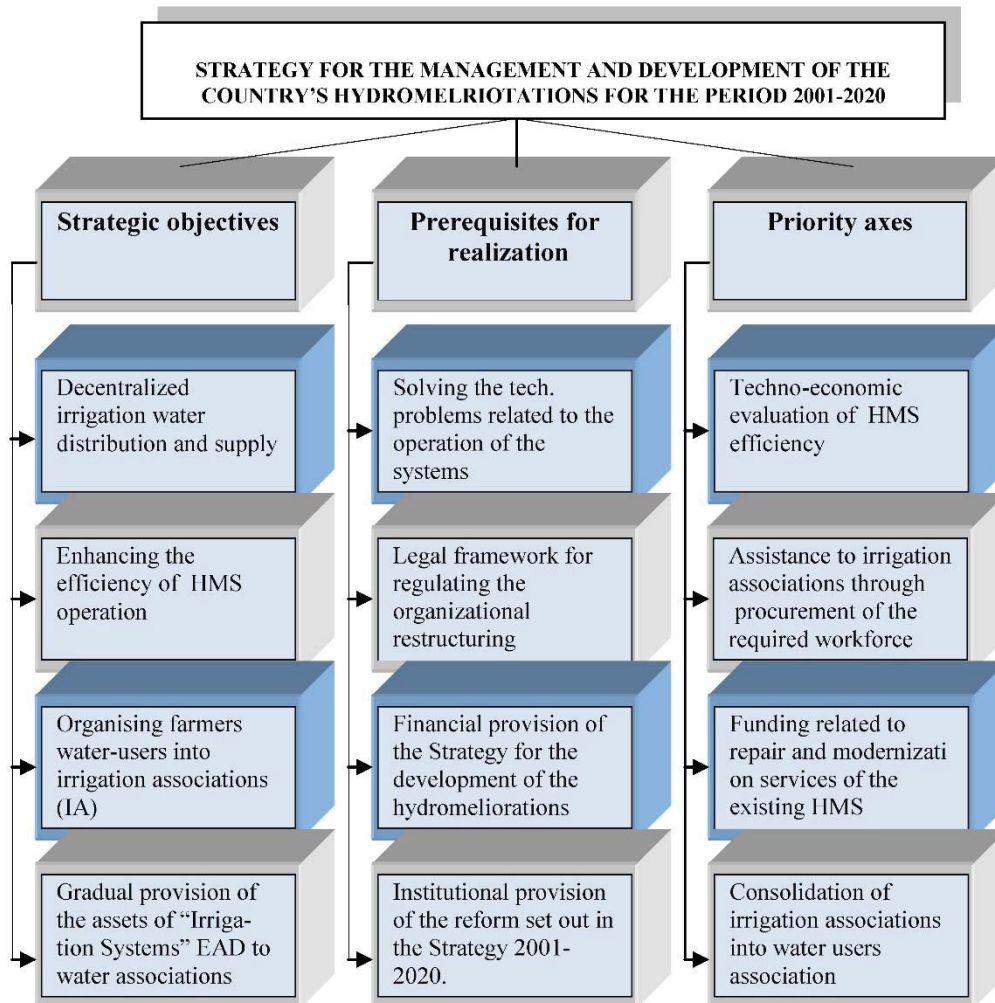 STRATEGY FOR THE MANAGEMENT AND DEVELOPMENT OF THE
COUNTRY'S HYDROMELRIOTATIONS FOR THE PERIOD 2001-2020
Strategic objectives
Decentralized
irrigation water
distribution and supply
Enhancing the
efficiency of HMS
operation
Organising farmers
water-users into
irrigation associations
(IA)
Gradual provision of
the assets of “Irriga-
tion Systems” EAD to
water associations
Prerequisites for
realization
Solving the tech.
problems related to the
operation of the
systems
Legal framework for
regulating the
organizational
restructuring
Financial provision of
the Strategy for the
development of the
hydromeliorations
Institutional provision
of the reform set out in
the Strategy 2001-
2020.
Priority axes
Techno-economic
evaluation of HMS
efficiency
Assistance to irrigation
associations through
procurement of the
required workforce
Funding related to
repair and modernizati
on services of the
existing HMS
Consolidation of
irrigation associations
into water users
association